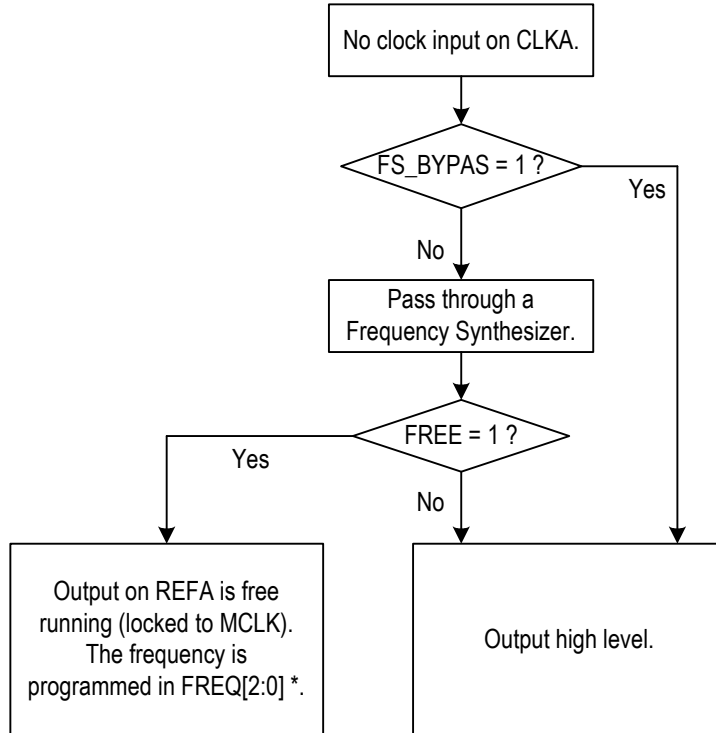 No clock input on CLKA.
FS_BYPAS = 1 ?
Yes
No
Pass through a
Frequency Synthesizer.
FREE = 1 ?
Yes
No
Output on REFA is free
running (locked to MCLK).
The frequency is
programmed in FREQ[2:0] *.
Output high level.